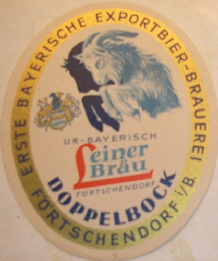 ERSTE BAYERISCHE EXPORTBIER-BRAUEREI
UR-BAYERISCH
Leiner
Bräu
FORTSCHENDORF
DOPPELBOCK
FORTSCHENDORF i/B.